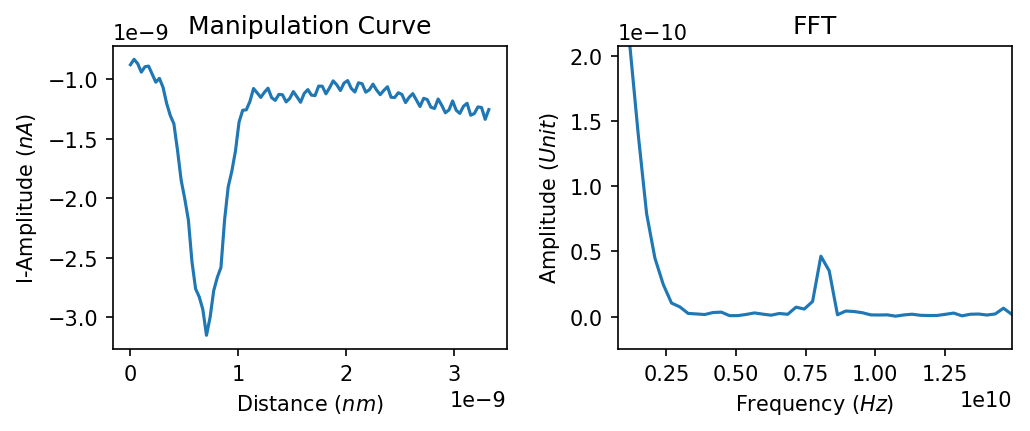 Manipulation Curve
1e−9
I-Amplitude (nA)
−1.0
−1.5
−2.0
−2.5
−3.0
0 1 2 3
1e−9
Distance (nm)
FFT
1e−10
Amplitude (Unit)
2.0
1.5
1.0
0.5
0.0
0.25 0.50 0.75 1.00 1.25
1e10
Frequency (Hz)